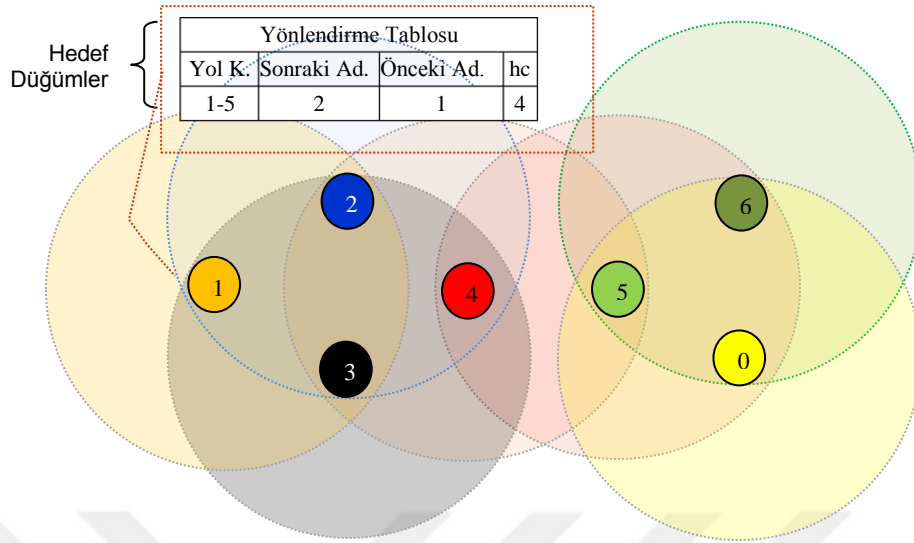 Hedef
Düğümler
Yönlendirme Tablosu
Yol K. Sonraki Ad. Önceki Ad. hc
1-5 2 1 4
2
6
1
4
5
3
0